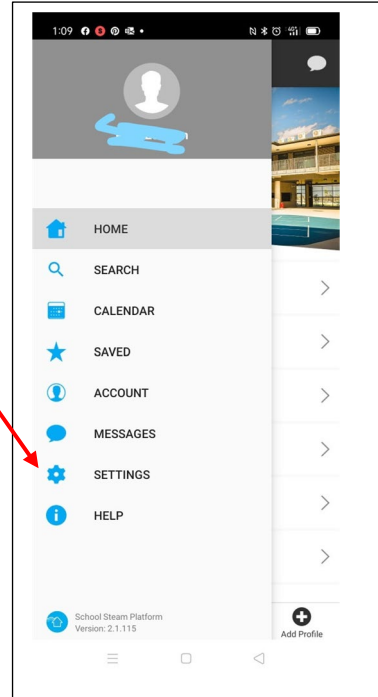 1:09
HOME
SEARCH
CALENDAR
SAVED
ACCOUNT
MESSAGES
SETTINGS
HELP
School Steam Platform
Version: 2.1.115
Add Profile